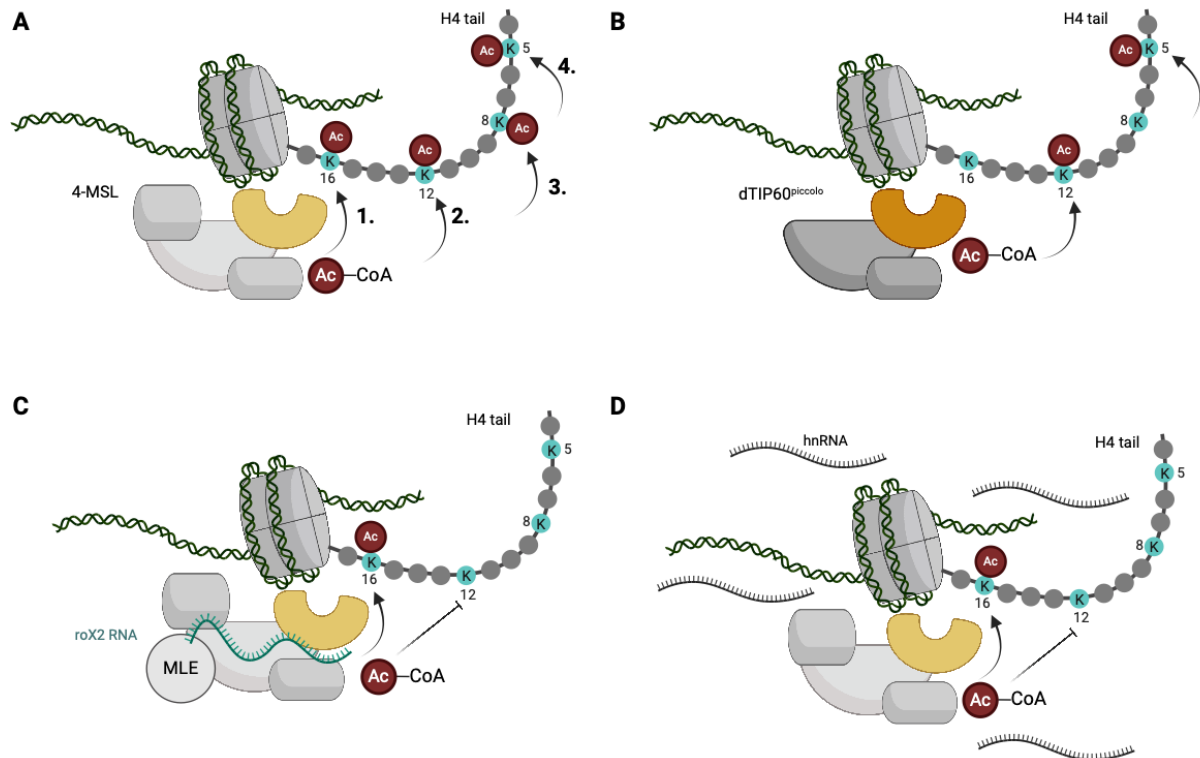 A
H4 tail
Ac
K
5
4.
8
K
Ac
3.
Ac
K
12
2.
Ac
K
16
1.
4-MSL
Ac
CoA
B
H4 tail
Ac
K
5
8
K
Ac
K
12
K
16
dTIP60piccolo
Ac
CoA
C
H4 tail
K
5
8
K
K
12
Ac
K
16
roX2 RNA
MLE
Ac
CoA
D
hnRNA
H4 tail
K
5
8
K
K
12
Ac
K
16
Ac
CoA